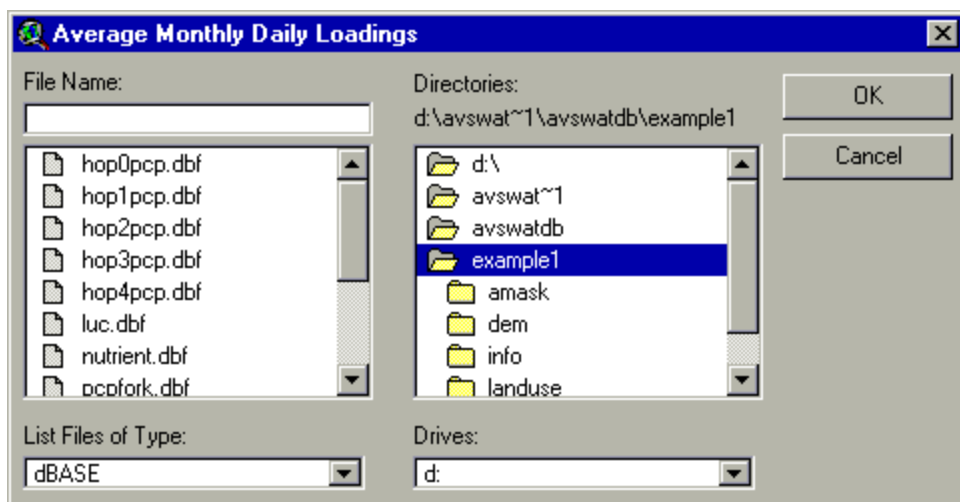 Average Monthly Daily Loadings
File Name:
Directories:
d:\avswat~1\avswatdb\example1
OK
Cancel
hop0pcp.dbf
hop1pcp.dbf
hop2pcp.dbf
hop3pcp.dbf
hop4pcp.dbf
luc.dbf
nutrient.dbf
pcpfork.dbf
d:\
avswat~1
avswatdb
example1
amask
dem
info
landuse
List Files of Type:
dBASE
Drives:
d: